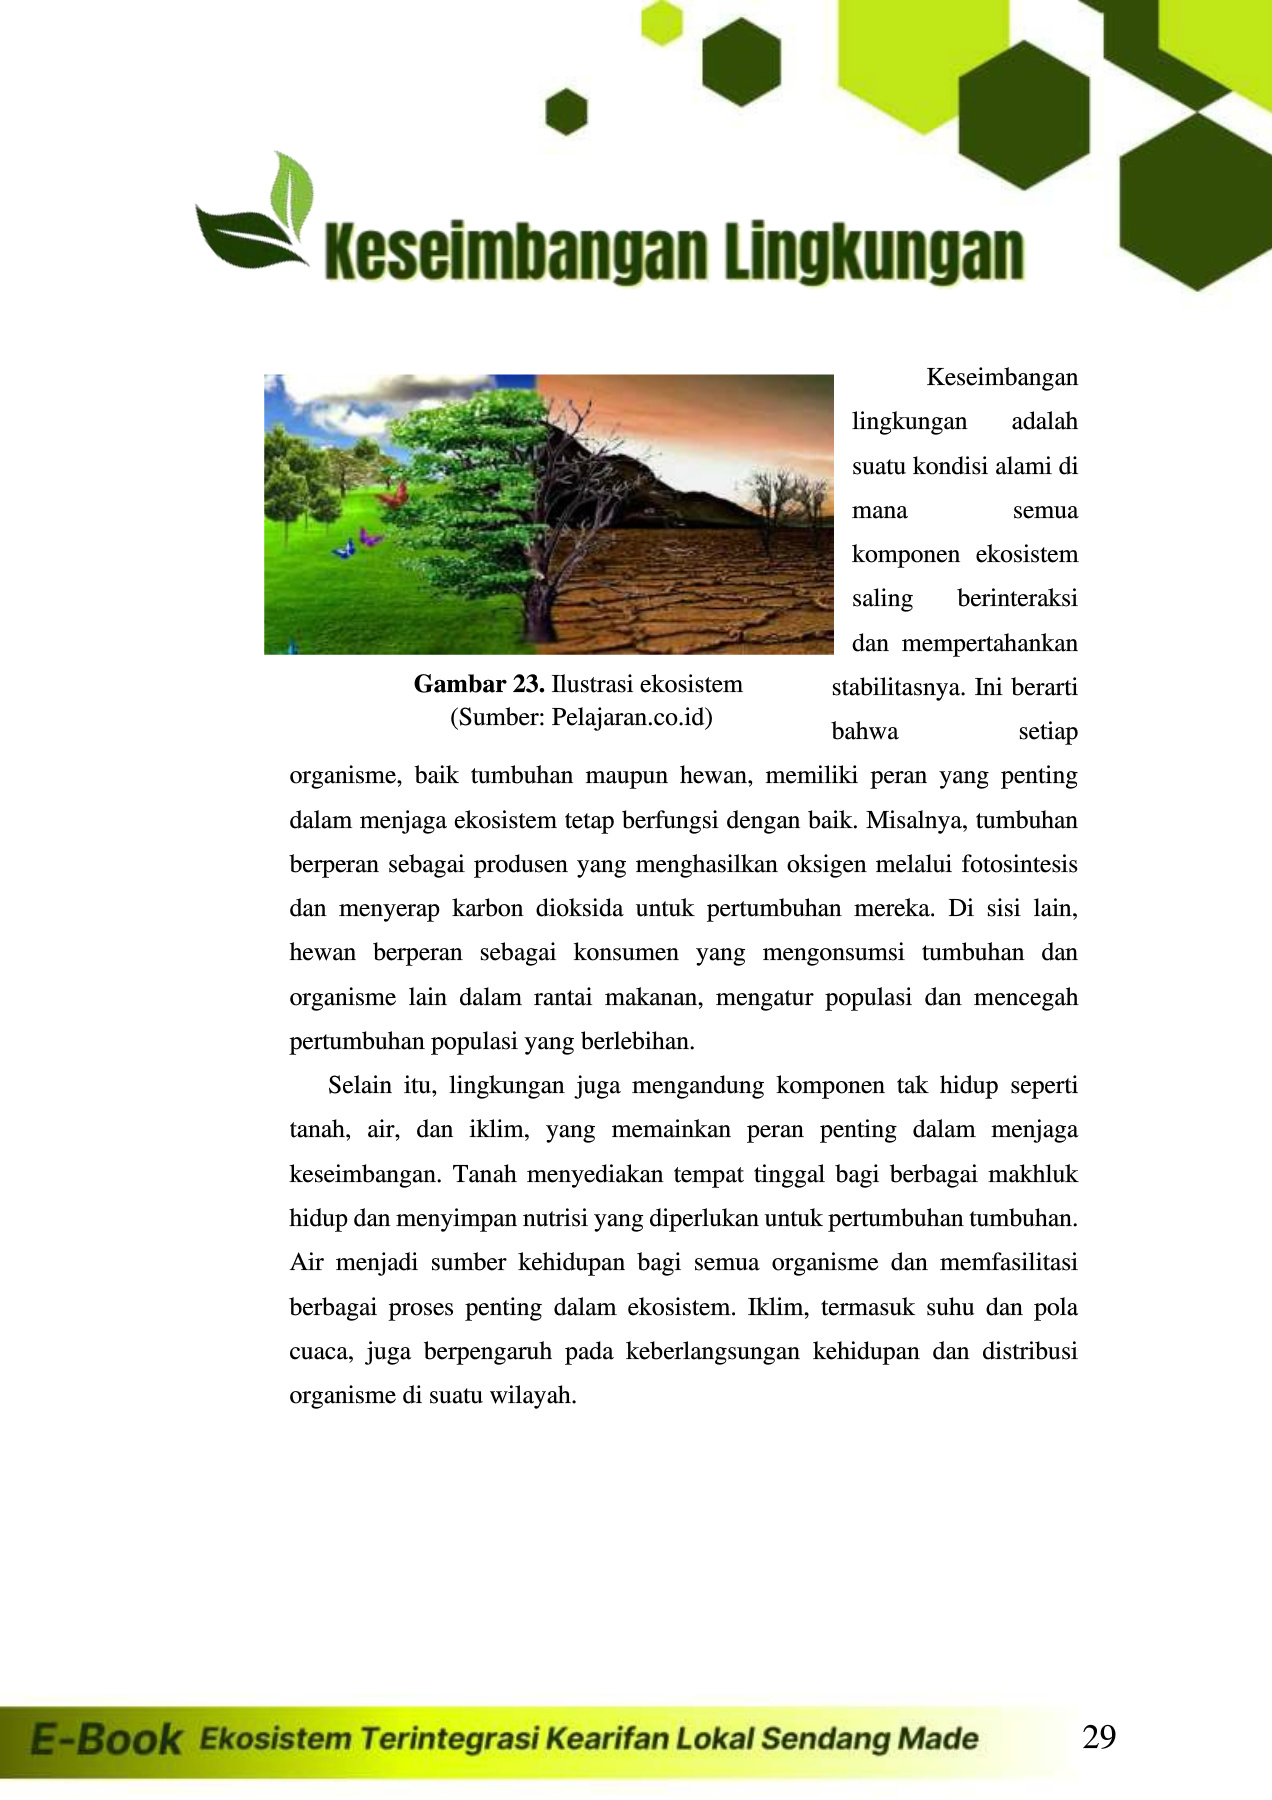 Keseimbangan Lingkungan
Keseimbangan
lingkungan adalah
suatu kondisi alami di
mana semua
komponen ekosistem
saling berinteraksi
dan mempertahankan
stabilitasnya. Ini berarti
bahwa setiap
Gambar 23. Ilustrasi ekosistem
(Sumber: Pelajaran.co.id)
organisme, baik tumbuhan maupun hewan, memiliki peran yang penting
dalam menjaga ekosistem tetap berfungsi dengan baik. Misalnya, tumbuhan
berperan sebagai produsen yang menghasilkan oksigen melalui fotosintesis
dan menyerap karbon dioksida untuk pertumbuhan mereka. Di sisi lain,
hewan berperan sebagai konsumen yang mengonsumsi tumbuhan dan
organisme lain dalam rantai makanan, mengatur populasi dan mencegah
pertumbuhan populasi yang berlebihan.
Selain itu, lingkungan juga mengandung komponen tak hidup seperti
tanah, air, dan iklim, yang memainkan peran penting dalam menjaga
keseimbangan. Tanah menyediakan tempat tinggal bagi berbagai makhluk
hidup dan menyimpan nutrisi yang diperlukan untuk pertumbuhan tumbuhan.
Air menjadi sumber kehidupan bagi semua organisme dan memfasilitasi
berbagai proses penting dalam ekosistem. Iklim, termasuk suhu dan pola
cuaca, juga berpengaruh pada keberlangsungan kehidupan dan distribusi
organisme di suatu wilayah.
E-Book Ekosistem Terintegrasi Kearifan Lokal Sendang Made 29